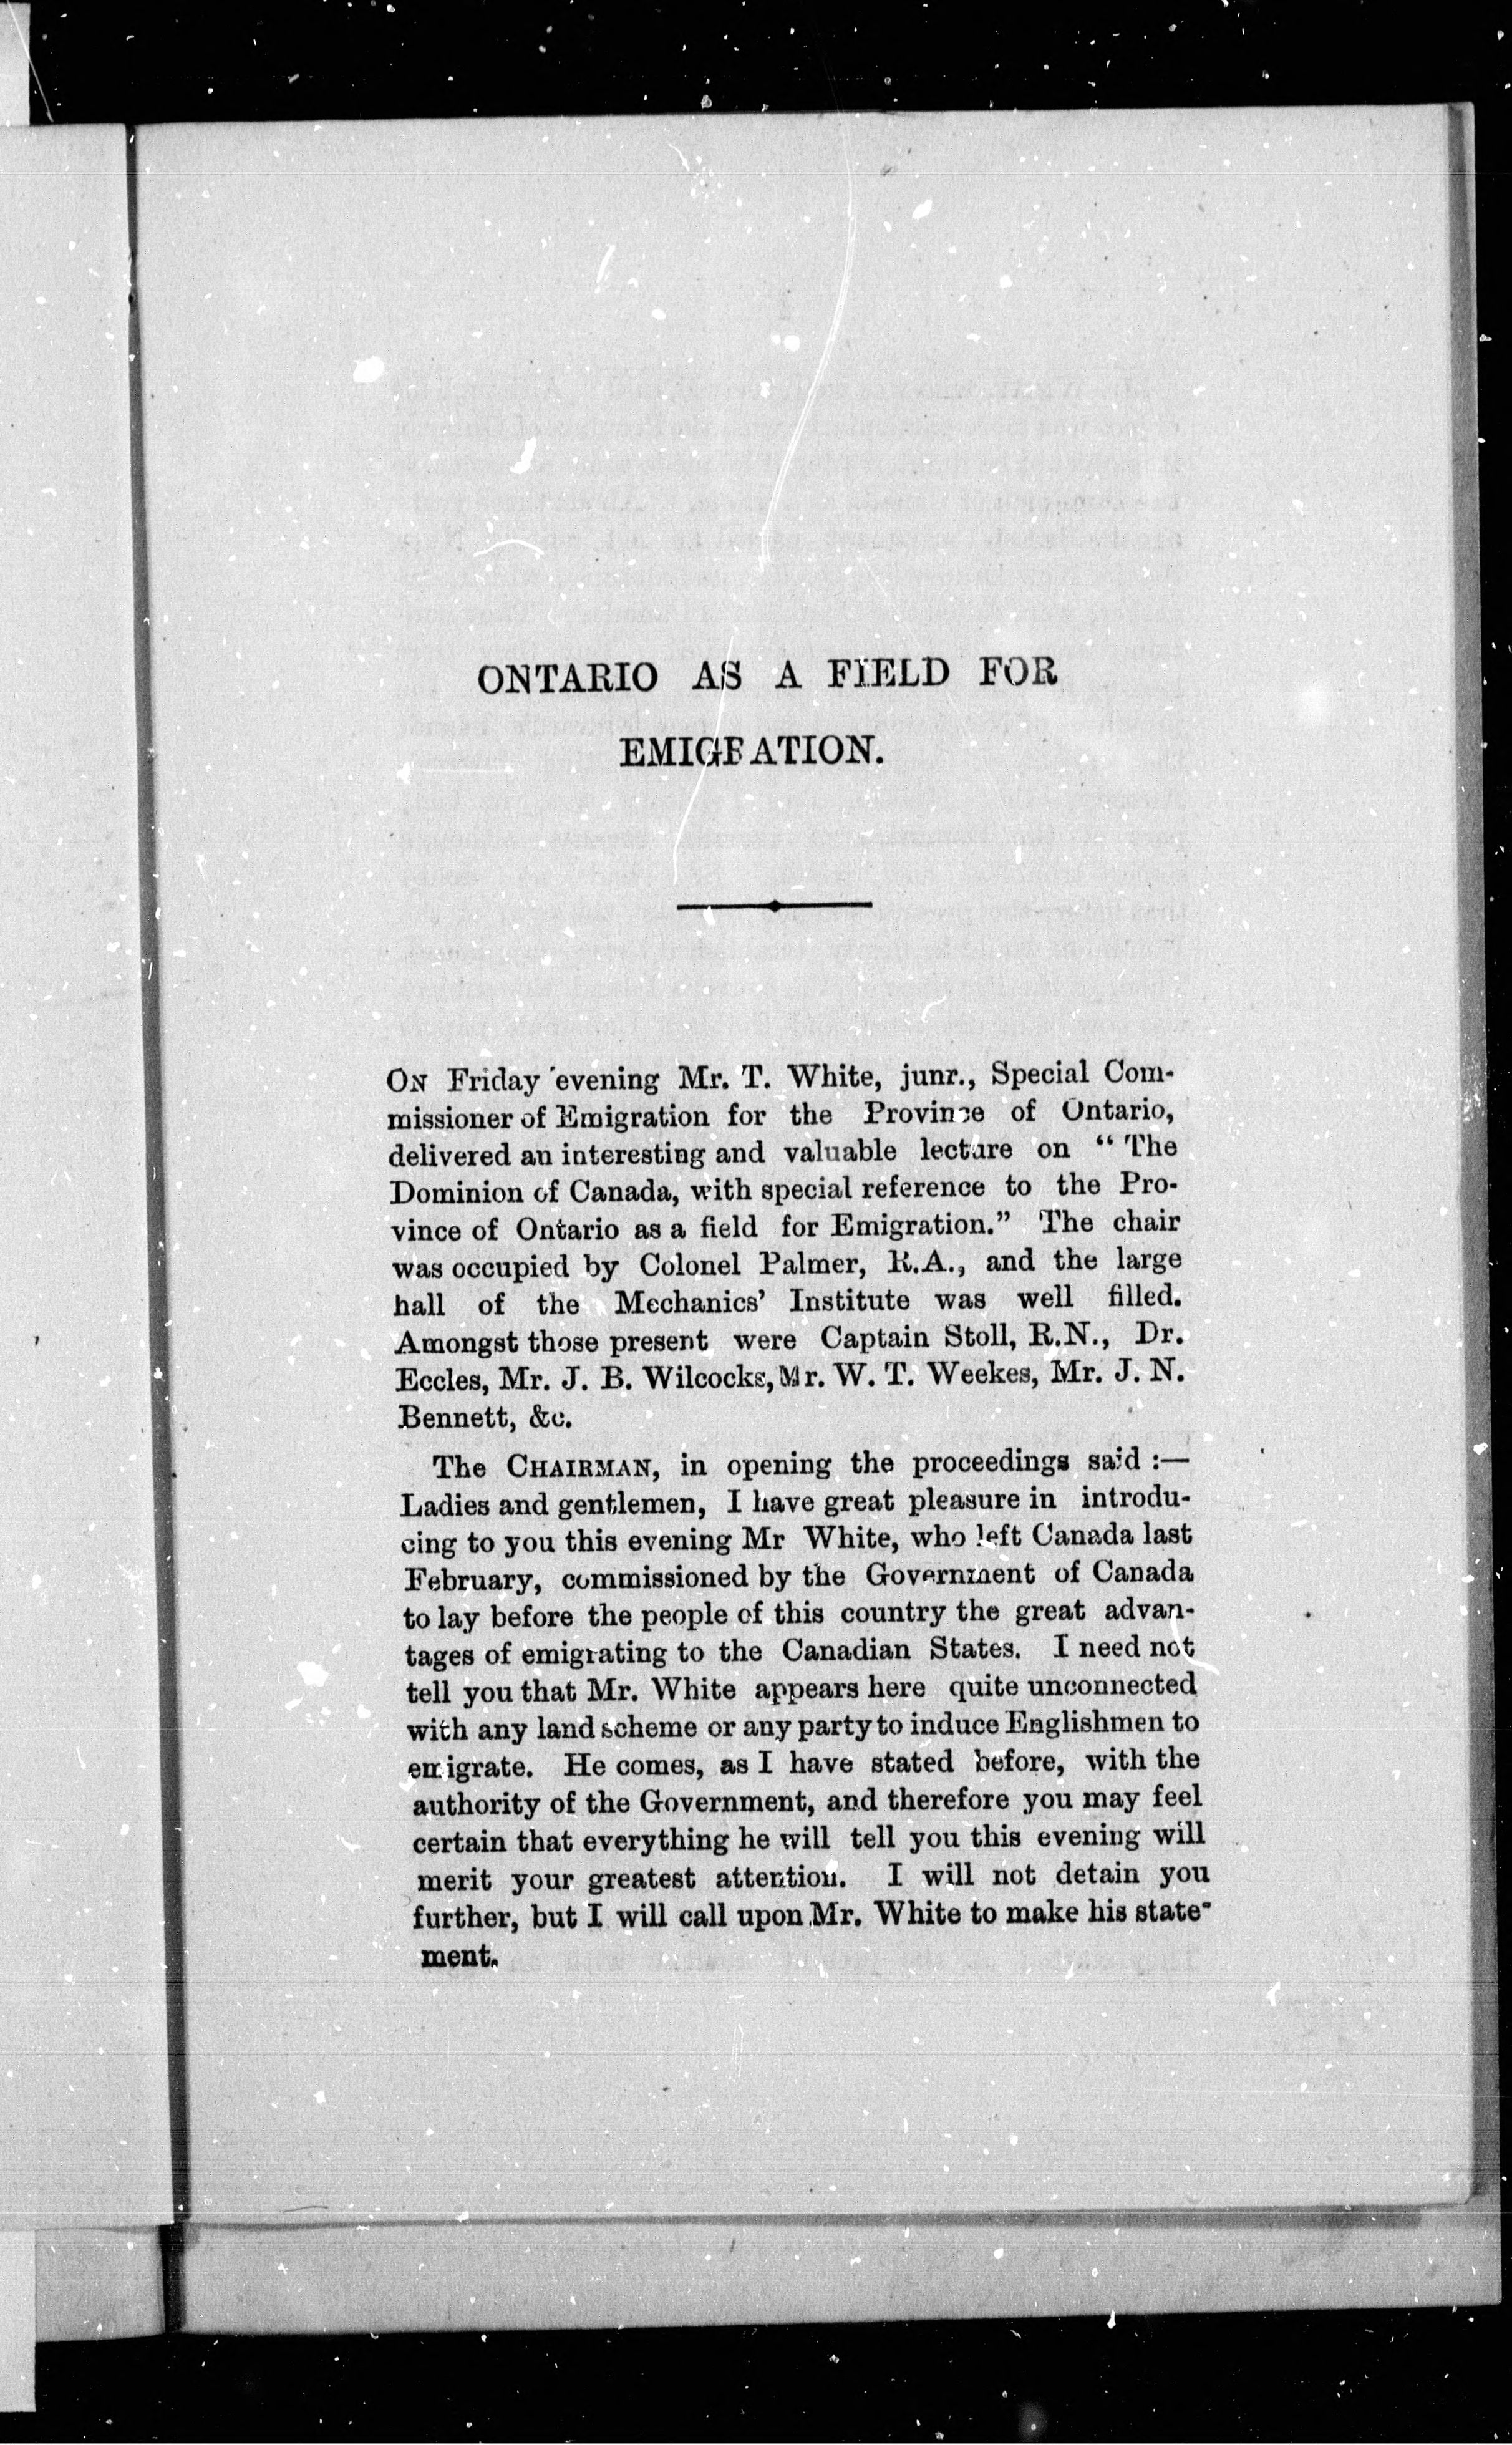 ONTARIO AS A FIELD FOR
EMIGRATION.
ON Friday evening Mr. T. White, junr., Special Com-
missioner of Emigration for the Province of Ontario,
delivered an interesting and valuable lecture on “ The
Dominion of Canada, with special reference to the Pro-
vince of Ontario as a field for Emigration.” The chair
was occupied by Colonel Palmer, R.A., and the large
hall of the Mechanics’ Institute was well filled.
Amongst those present were Captain Stoll, R.N., Dr.
Eccles, Mr. J. B. Wilcocks, Mr. W. T. Weekes, Mr. J. N.
Bennett, &c.
The CHAIRMAN, in opening the proceedings said :—
Ladies and gentlemen, I have great pleasure in introdu-
cing to you this evening Mr White, who left Canada last
February, commissioned by the Government of Canada
to lay before the people of this country the great advan-
tages of emigrating to the Canadian States. I need not
tell you that Mr. White appears here quite unconnected
with any land scheme or any party to induce Englishmen to
emigrate. He comes, as I have stated before, with the
authority of the Government, and therefore you may feel
certain that everything he will tell you this evening will
merit your greatest attention. I will not detain you
further, but I will call upon Mr. White to make his state-
ment.